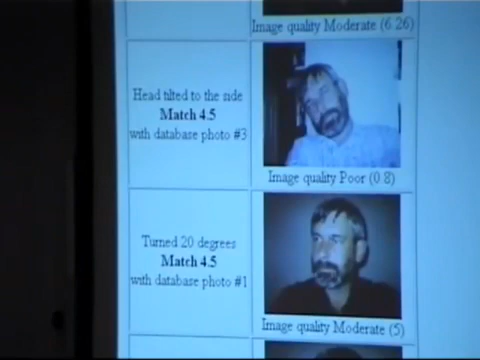 Image quality Moderate (6.26)
Head tilted to the side
Match 4.5
with database photo #3
Image quality Poor (0.8)
Turned 20 degrees
Match 4.5
with database photo #1
Image quality Moderate (5)